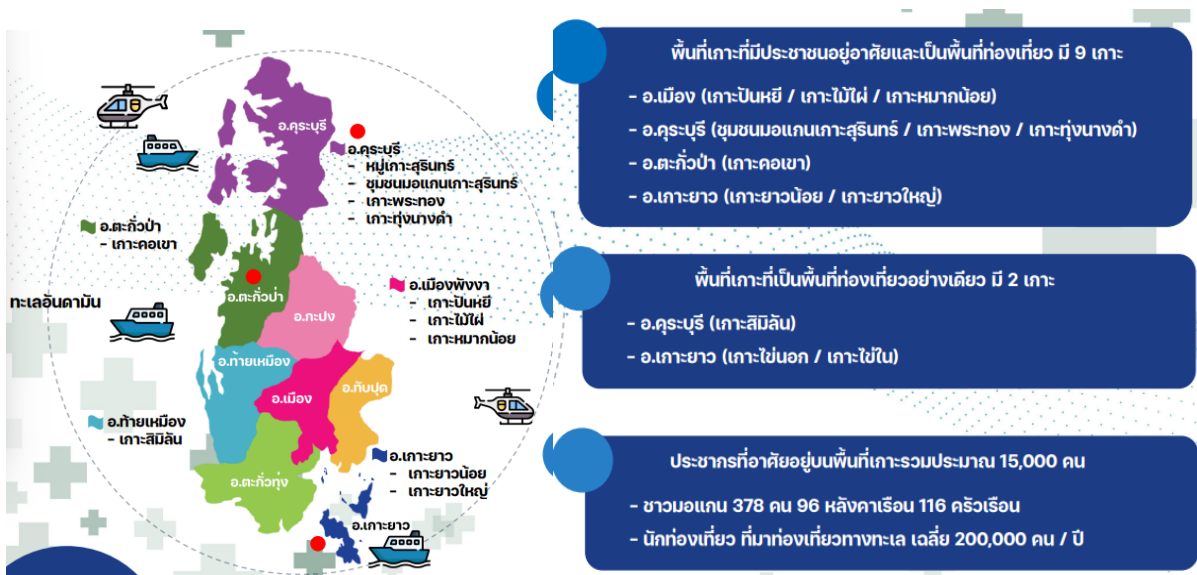 อ.คุระบุรี
อ.คุระบุรี
- หมู่เกาะสุรินทร์
- ชุมชนมอแกนเกาะสุรินทร์
- เกาะพระทอง
- เกาะทุ่งนางดำ
อ.ตะกั่วป่า
- เกาะคอเขา
ทะเลอันดามัน
อ.ตะกั่วป่า
อ.กะปง
อ.เมืองพังงา
- เกาะปันหยี
- เกาะไม้ไผ่
- เกาะหมากน้อย
อ.ท้ายเหมือง
อ.เมือง
อ.ทับปุด
อ.ท้ายเหมือง
- เกาะสิมิลัน
อ.ตะกั่วทุ่ง
อ.เกาะยาว
- เกาะยาวน้อย
- เกาะยาวใหญ่
อ.เกาะยาว
พื้นที่เกาะที่มีประชาชนอยู่อาศัยและเป็นพื้นที่ท่องเที่ยว มี 9 เกาะ
- อ.เมือง (เกาะปันหยี / เกาะไม้ไผ่ / เกาะหมากน้อย)
- อ.คุระบุรี (ชุมชนมอแกนเกาะสุรินทร์ / เกาะพระทอง / เกาะทุ่งนางดำ)
- อ.ตะกั่วป่า (เกาะคอเขา)
- อ.เกาะยาว (เกาะยาวน้อย / เกาะยาวใหญ่)
พื้นที่เกาะที่เป็นพื้นที่ท่องเที่ยวอย่างเดียว มี 2 เกาะ
- อ.คุระบุรี (เกาะสิมิลัน)
- อ.เกาะยาว (เกาะไข่นอก / เกาะไข่ใน)
ประชากรที่อาศัยอยู่บนพื้นที่เกาะรวมประมาณ 15,000 คน
- ชาวมอแกน 378 คน 96 หลังคาเรือน 116 ครัวเรือน
- นักท่องเที่ยว ที่มาท่องเที่ยวทางทะเล เฉลี่ย 200,000 คน / ปี